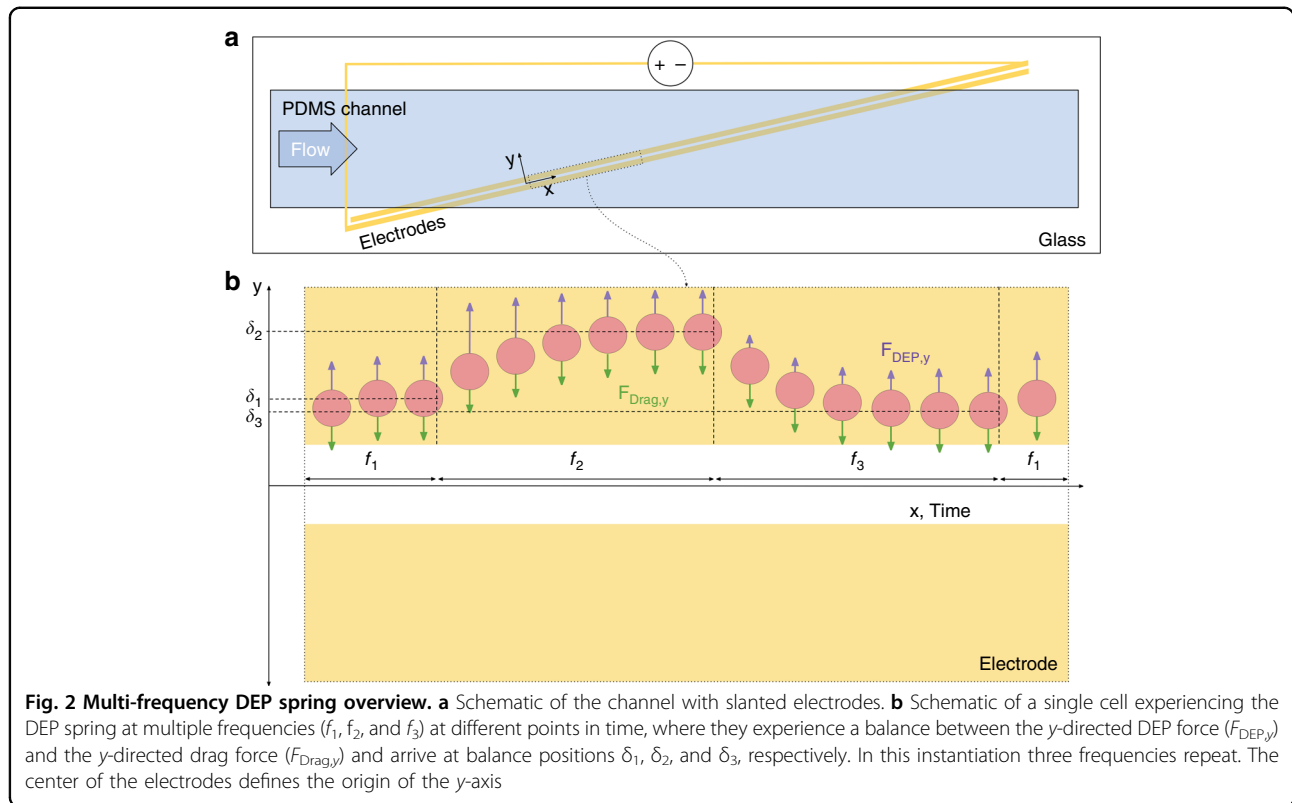 a
+ −
PDMS channel
Flow
y
x
Electrodes
Glass
b
y
δ2
δ1
δ3
F_DEP,y
F_Drag,y
f1
f2
f3
f1
x, Time
Electrode
Fig. 2 Multi-frequency DEP spring overview. a Schematic of the channel with slanted electrodes. b Schematic of a single cell experiencing the
DEP spring at multiple frequencies (f1, f2, and f3) at different points in time, where they experience a balance between the y-directed DEP force (F_DEP,y)
and the y-directed drag force (F_Drag,y) and arrive at balance positions δ1, δ2, and δ3, respectively. In this instantiation three frequencies repeat. The
center of the electrodes defines the origin of the y-axis